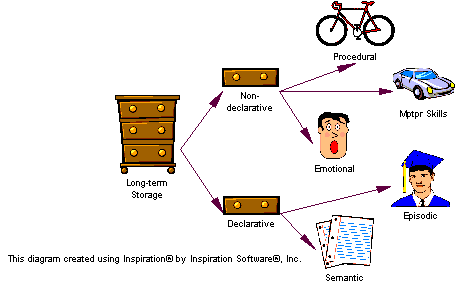 Procedural
Non-
declarative
Mptpr Skills
Long-term
Storage
Emotional
Episodic
Declarative
This diagram created using Inspiration® by Inspiration Software®, Inc.
Semantic